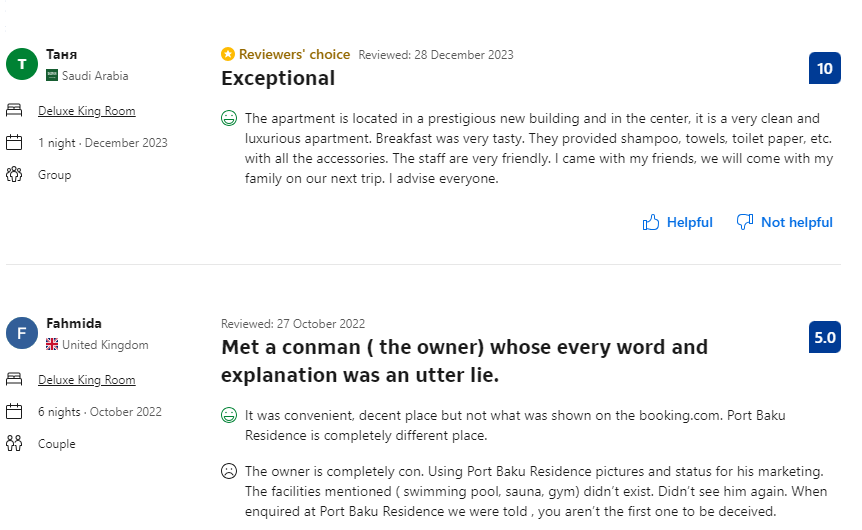 Таня
Saudi Arabia
Deluxe King Room
1 night · December 2023
Group
Reviewers' choice Reviewed: 28 December 2023
Exceptional
10
The apartment is located in a prestigious new building and in the center, it is a very clean and
luxurious apartment. Breakfast was very tasty. They provided shampoo, towels, toilet paper, etc.
with all the accessories. The staff are very friendly. I came with my friends, we will come with my
family on our next trip. I advise everyone.
Helpful Not helpful
Fahmida
United Kingdom
Deluxe King Room
6 nights · October 2022
Couple
Reviewed: 27 October 2022
Met a conman ( the owner) whose every word and
explanation was an utter lie.
5.0
It was convenient, decent place but not what was shown on the booking.com. Port Baku
Residence is completely different place.
The owner is completely con. Using Port Baku Residence pictures and status for his marketing.
The facilities mentioned ( swimming pool, sauna, gym) didn’t exist. Didn’t see him again. When
enquired at Port Baku Residence we were told , you aren’t the first one to be deceived.